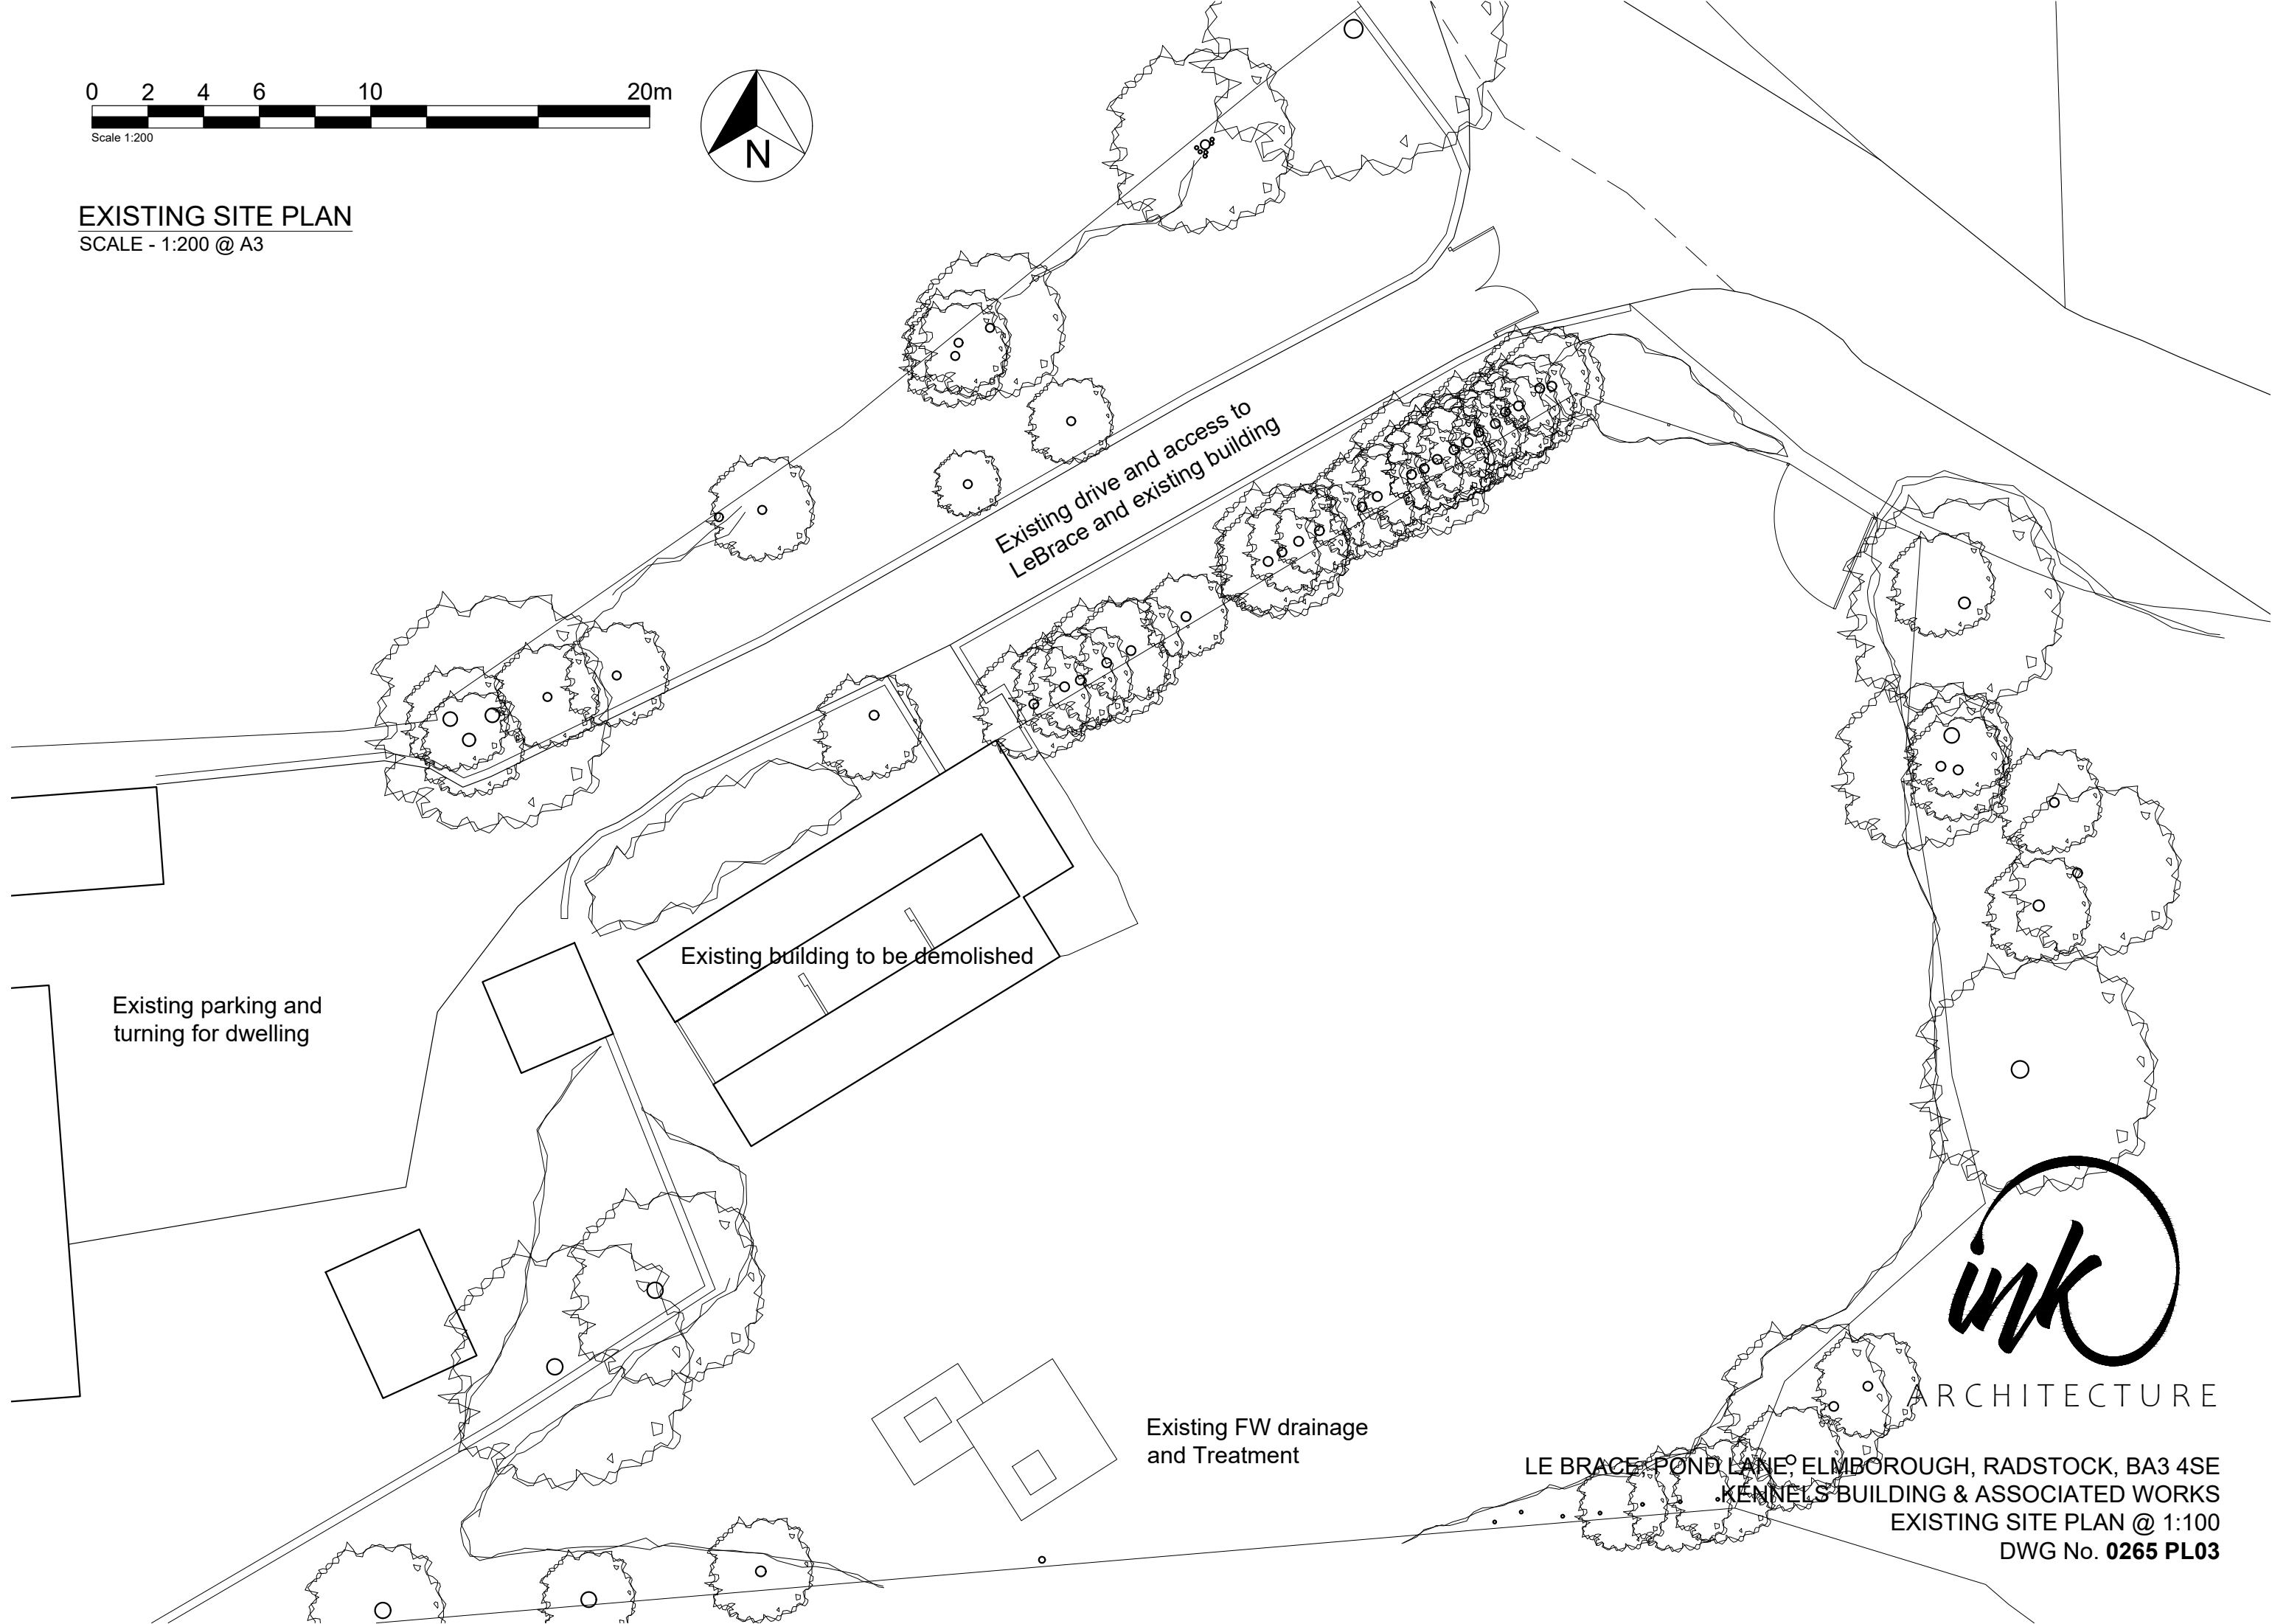 0 2 4 6 10 20m
Scale 1:200
N
EXISTING SITE PLAN
SCALE - 1:200 @ A3
Existing drive and access to
LeBrace and existing building
Existing building to be demolished
Existing parking and
turning for dwelling
Existing FW drainage
and Treatment
ink
ARCHITECTURE
LE BRACE, POND LANE, ELMBOROUGH, RADSTOCK, BA3 4SE
KENNELS BUILDING & ASSOCIATED WORKS
EXISTING SITE PLAN @ 1:100
DWG No. 0265 PL03